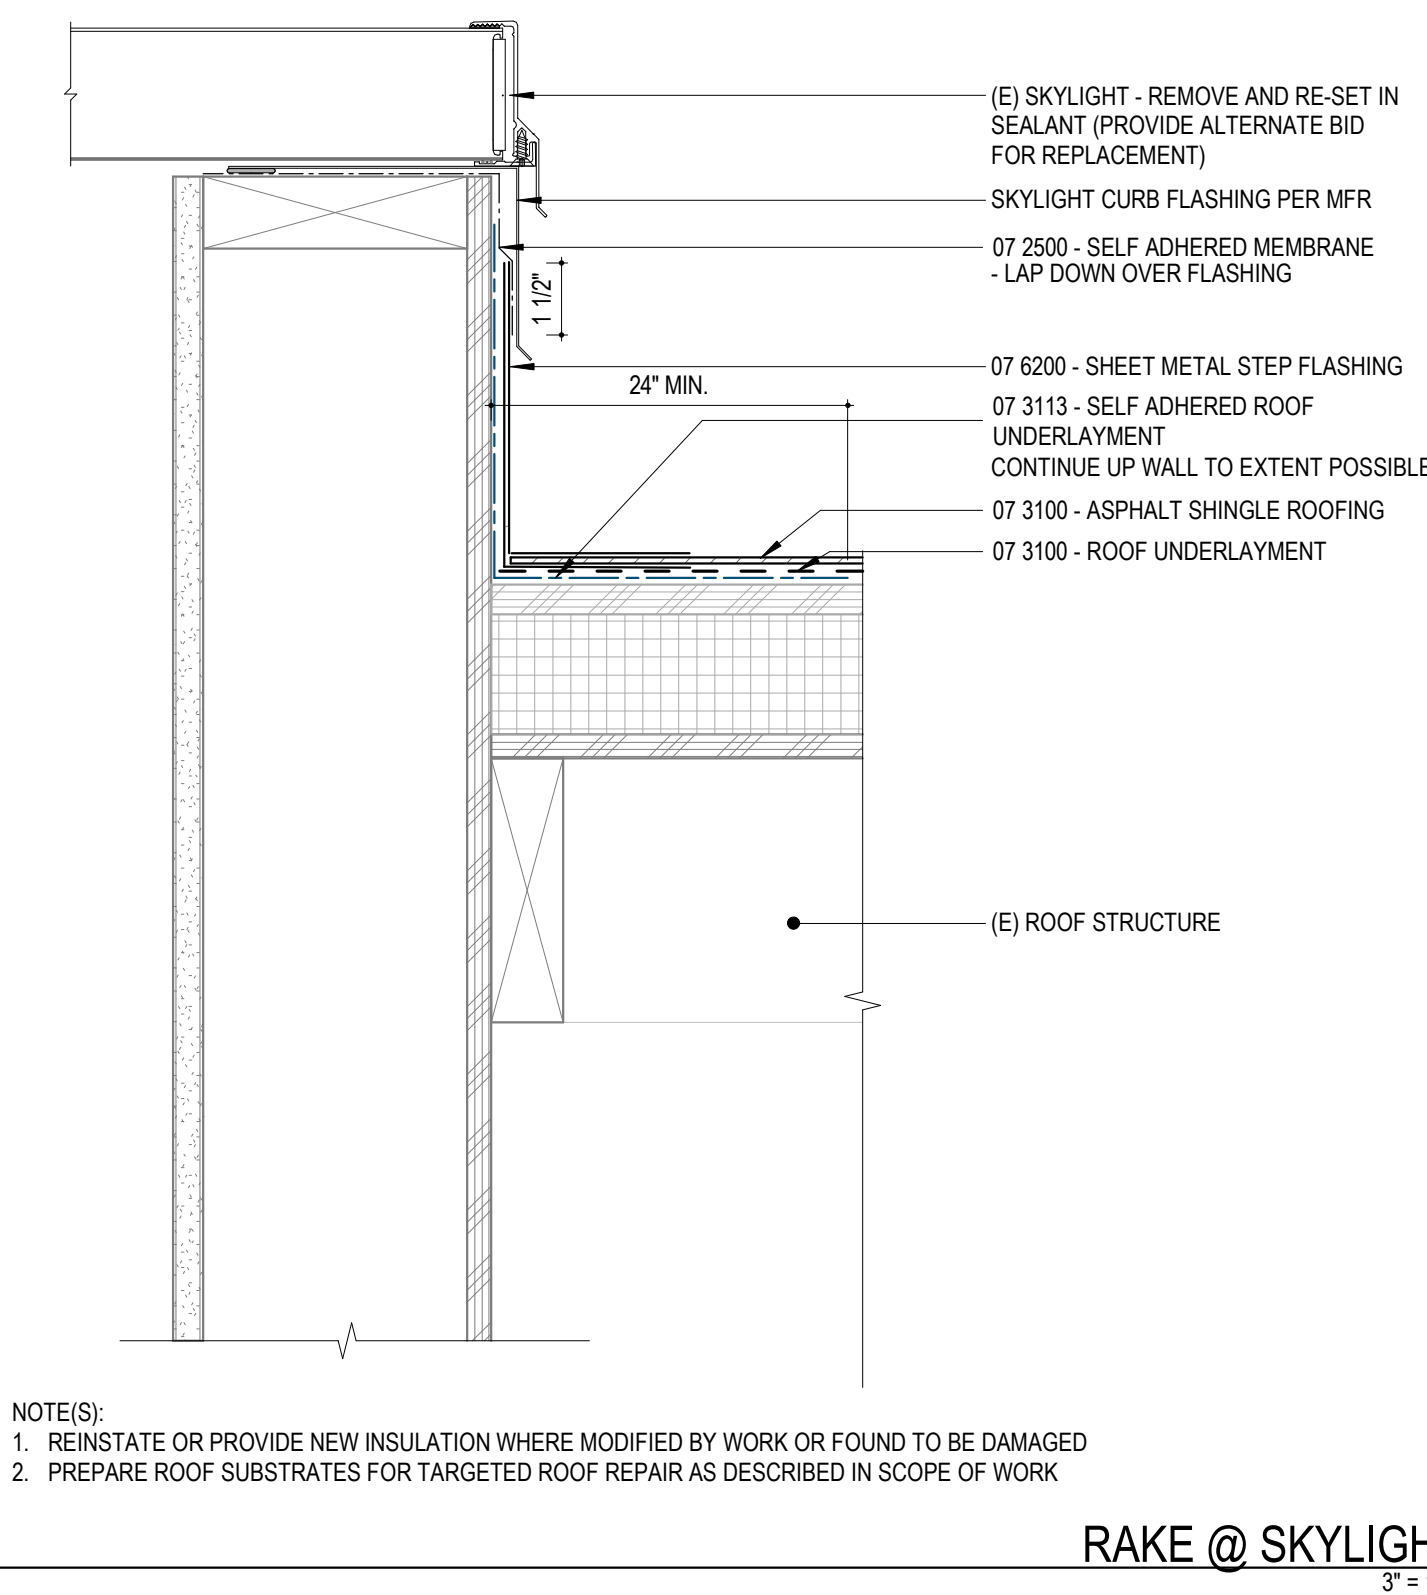 (E) SKYLIGHT - REMOVE AND RE-SET IN
SEALANT (PROVIDE ALTERNATE BID
FOR REPLACEMENT)
SKYLIGHT CURB FLASHING PER MFR
07 2500 - SELF ADHERED MEMBRANE
- LAP DOWN OVER FLASHING
1 1/2"
07 6200 - SHEET METAL STEP FLASHING
24" MIN.
07 3113 - SELF ADHERED ROOF
UNDERLAYMENT
CONTINUE UP WALL TO EXTENT POSSIBLE
07 3100 - ASPHALT SHINGLE ROOFING
07 3100 - ROOF UNDERLAYMENT
(E) ROOF STRUCTURE
NOTE(S):
1. REINSTATE OR PROVIDE NEW INSULATION WHERE MODIFIED BY WORK OR FOUND TO BE DAMAGED
2. PREPARE ROOF SUBSTRATES FOR TARGETED ROOF REPAIR AS DESCRIBED IN SCOPE OF WORK
RAKE @ SKYLIGH
3" =